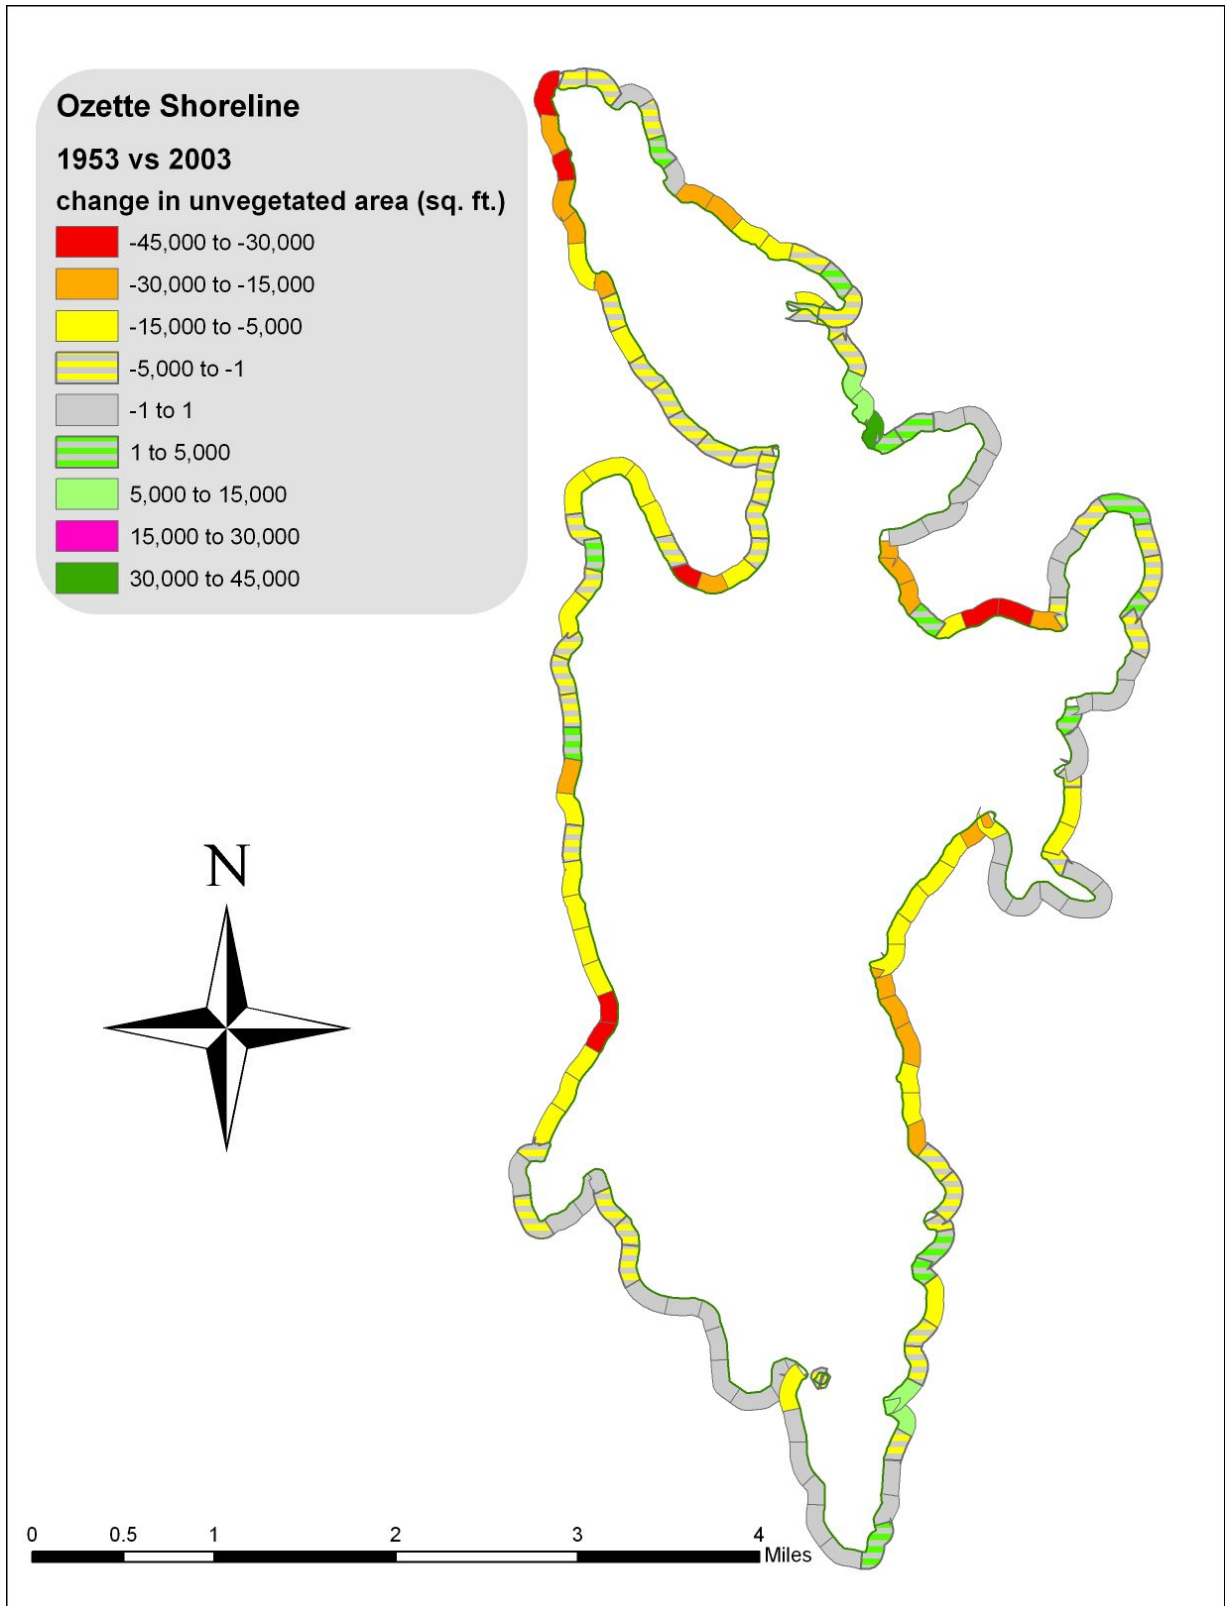 Ozette Shoreline
1953 vs 2003
change in unvegetated area (sq. ft.)
-45,000 to -30,000
-30,000 to -15,000
-15,000 to -5,000
-5,000 to -1
-1 to 1
1 to 5,000
5,000 to 15,000
15,000 to 30,000
30,000 to 45,000
N
0 0.5 1 2 3 4
Miles